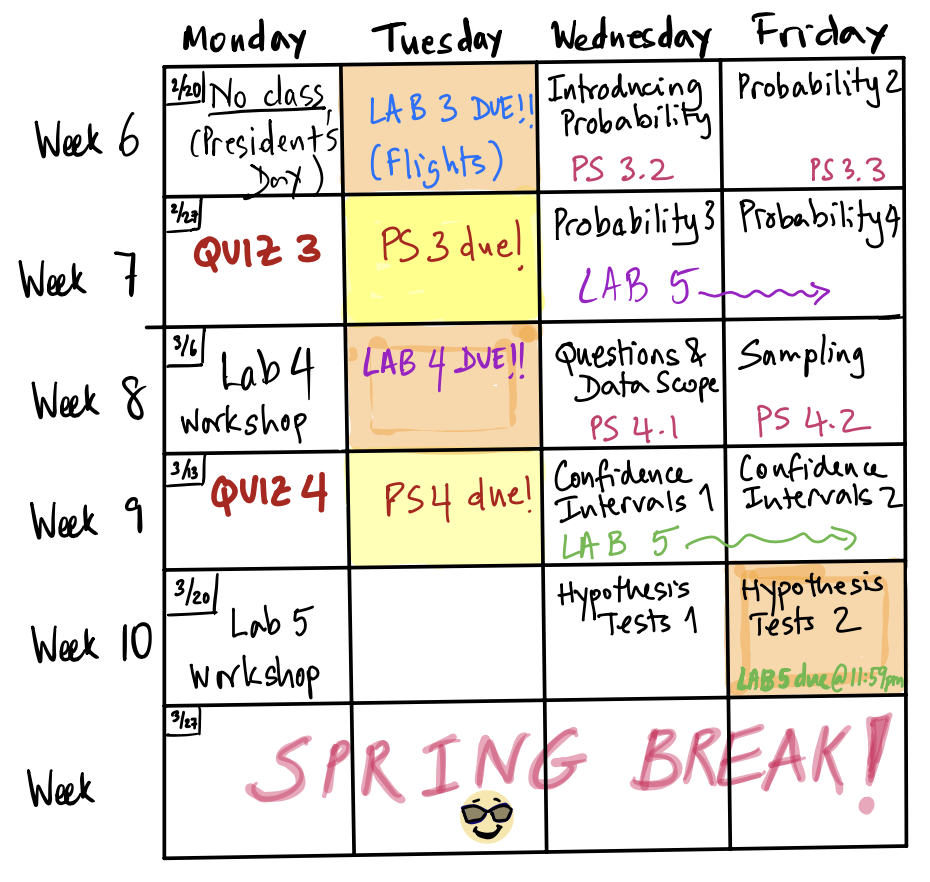 Monday Tuesday Wednesday Friday
Week 6
2/20 No class,
(President's
Day)
LAB 3 DUE!!
(Flights)
Introducing
Probability
PS 3.2
Probability 2
PS 3.3
Week 7
2/27
QUIZ 3
PS 3 due!
Probability 3
Probability 4
LAB 5
Week 8
3/6
Lab 4
workshop
LAB 4 DUE!!
Questions &
Data Scope
PS 4.1
Sampling
PS 4.2
Week 9
3/13
QUIZ 4
PS 4 due!
Confidence
Intervals 1
LAB 5
Confidence
Intervals 2
Week 10
3/20
Lab 5
workshop
Hypothesis
Tests 1
Hypothesis
Tests 2
LAB 5 due @ 11:59pm
Week
3/27
SPRING BREAK!